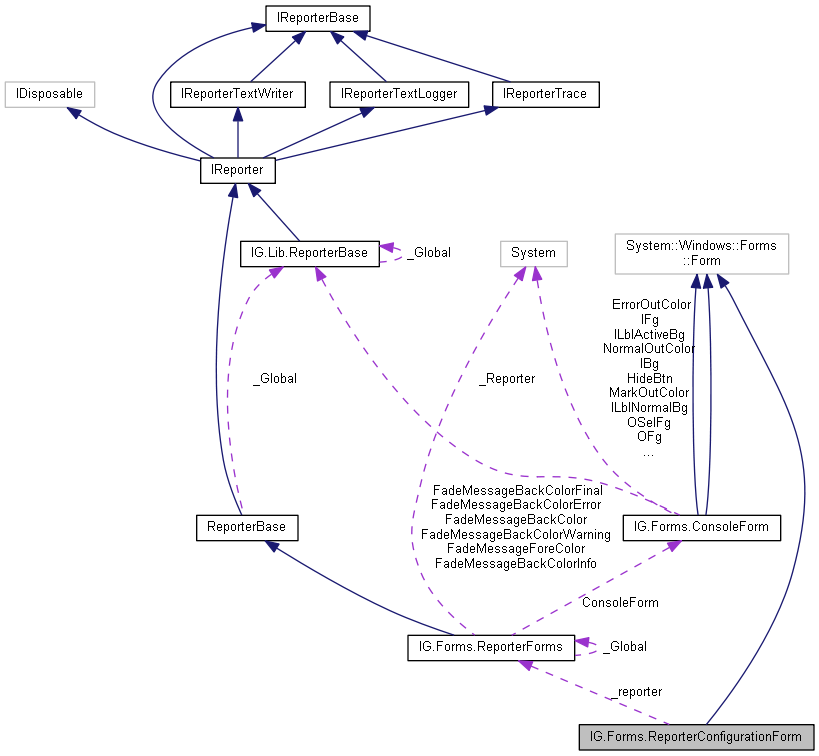 IReporterBase
IDisposable
IReporterTextWriter
IReporterTextLogger
IReporterTrace
IReporter
IG.Lib.ReporterBase
_Global
System
System::Windows::Forms
::Form
_Global
_Reporter
ErrorOutColor
IFg
ILblActiveBg
NormalOutColor
IBg
HideBtn
MarkOutColor
ILblNormalBg
OSelFg
OFg
...
FadeMessageBackColorFinal
FadeMessageBackColorError
FadeMessageBackColor
FadeMessageBackColorWarning
FadeMessageForeColor
FadeMessageBackColorInfo
ReporterBase
IG.Forms.ConsoleForm
ConsoleForm
IG.Forms.ReporterForms
_Global
_reporter
IG.Forms.ReporterConfigurationForm